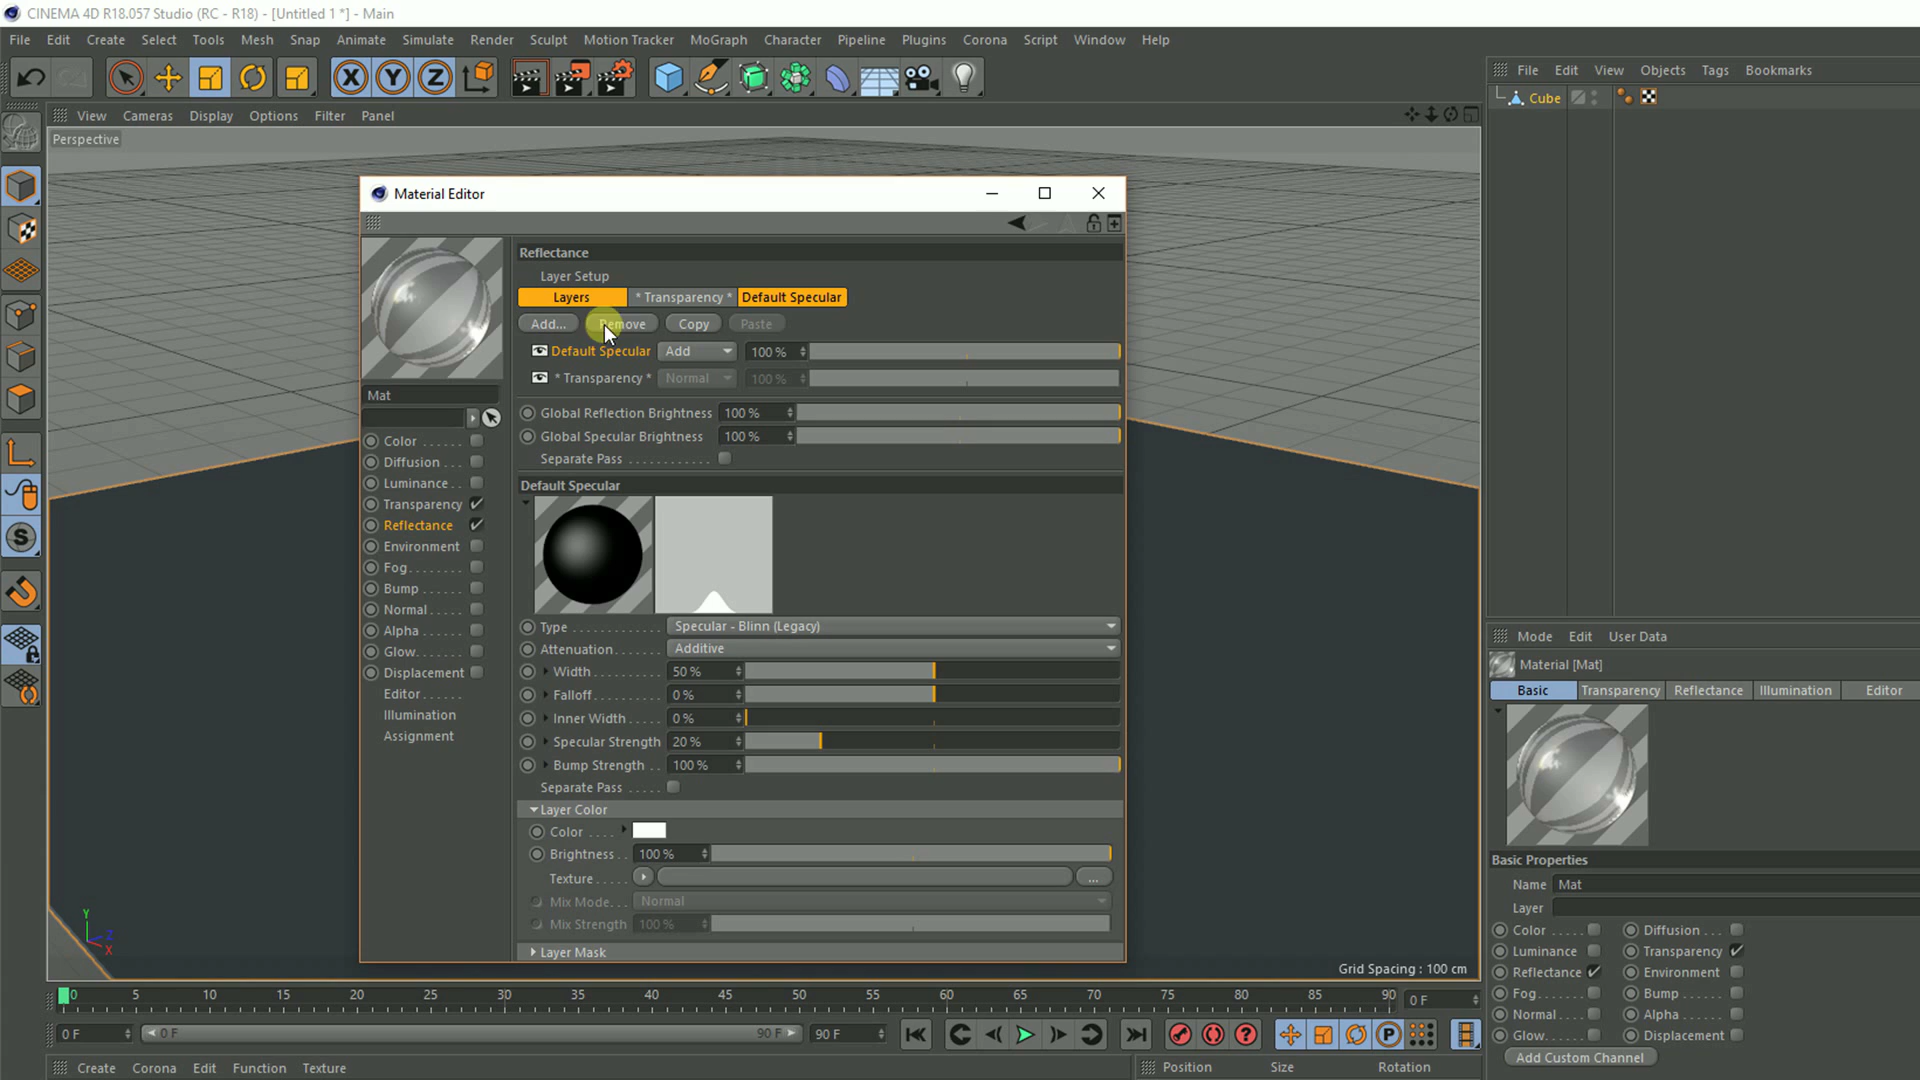 CINEMA 4D R18.057 Studio (RC - R18) - [Untitled 1 *] - Main
File Edit Create Select Tools Mesh Snap Animate Simulate Render Sculpt Motion Tracker MoGraph Character Pipeline Plugins Corona Script Window Help
X Y Z
File Edit View Objects Tags Bookmarks
Cube
View Cameras Display Options Filter Panel
Perspective
Material Editor
Reflectance
Layer Setup
Layers * Transparency * Default Specular
Add... Remove Copy Paste
Default Specular Add 100 %
* Transparency * Normal 100 %
Global Reflection Brightness 100 %
Global Specular Brightness 100 %
Separate Pass
Default Specular
Type Specular - Blinn (Legacy)
Attenuation Additive
Width 50 %
Falloff 0 %
Inner Width 0 %
Specular Strength 20 %
Bump Strength 100 %
Separate Pass
Layer Color
Color
Brightness 100 %
Texture ...
Mix Mode Normal
Mix Strength 100 %
Layer Mask
Mat
Color
Diffusion
Luminance
Transparency
Reflectance
Environment
Fog
Bump
Normal
Alpha
Glow
Displacement
Editor
Illumination
Assignment
Mode Edit User Data
Material [Mat]
Basic Transparency Reflectance Illumination Editor
Basic Properties
Name Mat
Layer
Color Diffusion
Luminance Transparency
Reflectance Environment
Fog Bump
Normal Alpha
Glow Displacement
Add Custom Channel
Y Z X
Grid Spacing : 100 cm
0 5 10 15 20 25 30 35 40 45 50 55 60 65 70 75 80 85 90 0 F
0 F 0 F 90 F 90 F
Create Corona Edit Function Texture
Position Size Rotation